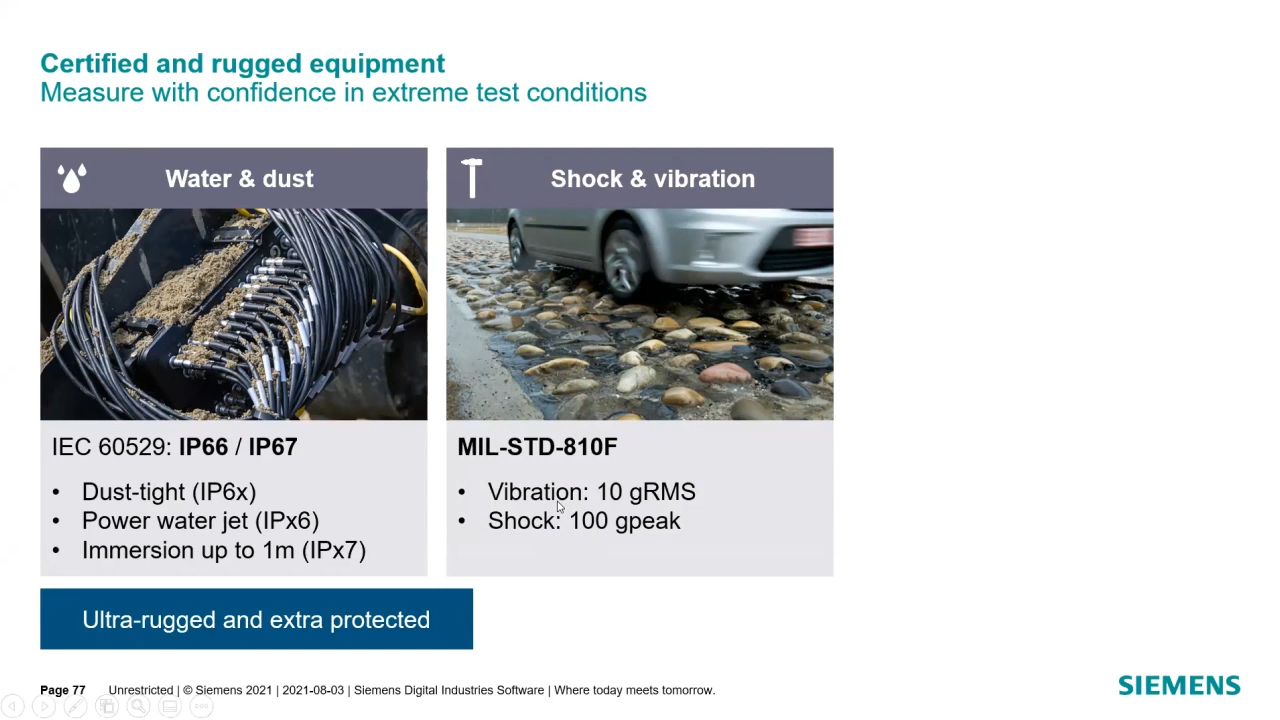 Certified and rugged equipment
Measure with confidence in extreme test conditions
Water & dust
Shock & vibration
IEC 60529: IP66 / IP67
• Dust-tight (IP6x)
• Power water jet (IPx6)
• Immersion up to 1m (IPx7)
MIL-STD-810F
• Vibration: 10 gRMS
• Shock: 100 gpeak
Ultra-rugged and extra protected
Page 77 Unrestricted | © Siemens 2021 | 2021-08-03 | Siemens Digital Industries Software | Where today meets tomorrow.
SIEMENS